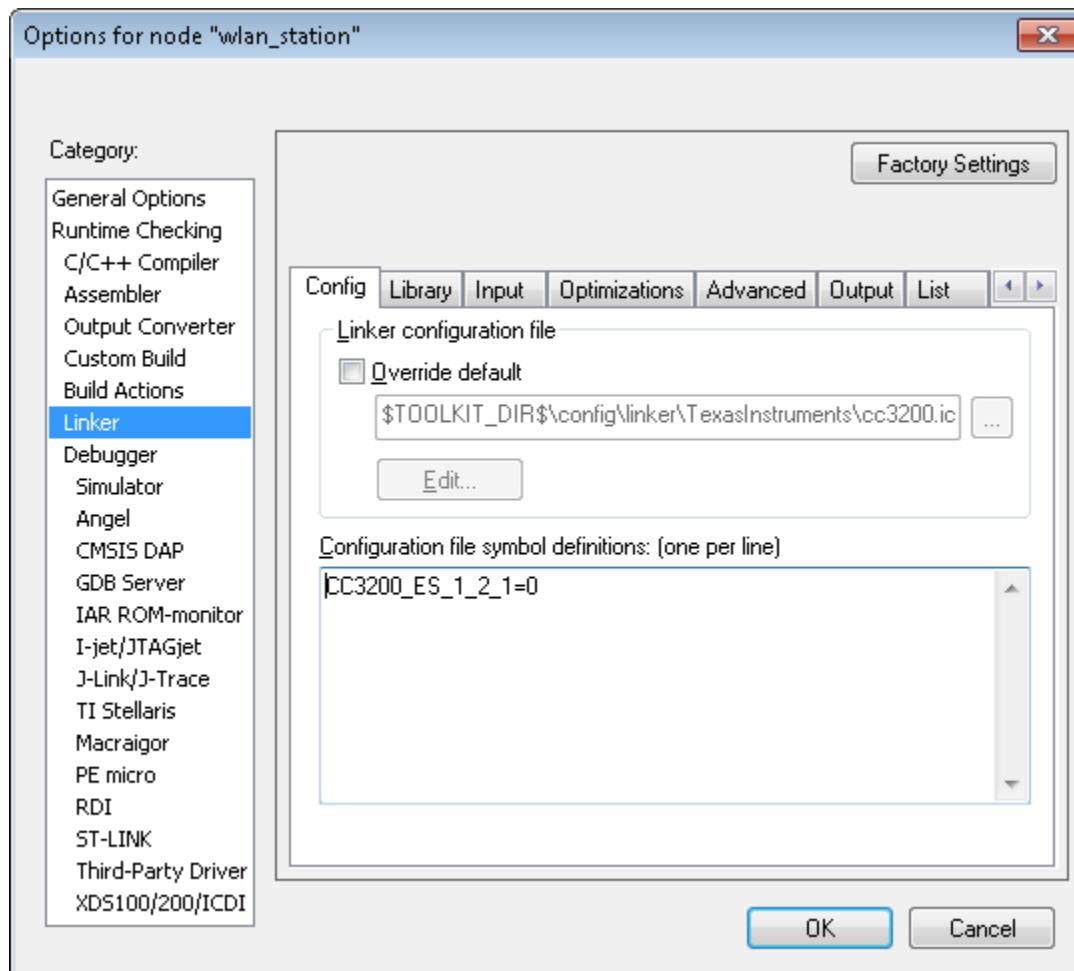 Options for node "wlan_station"
Category:
General Options
Runtime Checking
C/C++ Compiler
Assembler
Output Converter
Custom Build
Build Actions
Linker
Debugger
Simulator
Angel
CMSIS DAP
GDB Server
IAR ROM-monitor
I-jet/JTAGjet
J-Link/J-Trace
TI Stellaris
Macraigor
PE micro
RDI
ST-LINK
Third-Party Driver
XDS100/200/ICDI
Factory Settings
Config Library Input Optimizations Advanced Output List
Linker configuration file
Override default
$TOOLKIT_DIR$\config\linker\TexasInstruments\cc3200.ic
...
Edit...
Configuration file symbol definitions: (one per line)
CC3200_ES_1_2_1=0
OK Cancel